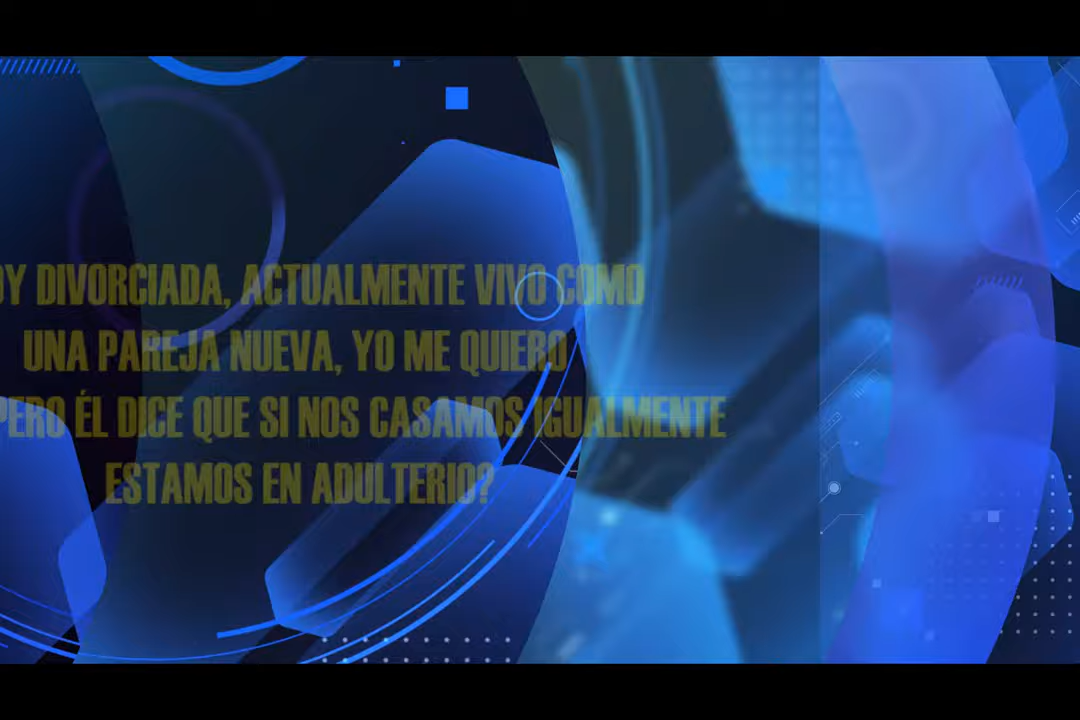 DIVORCIADA, ACTUALMENTE VIVO COMO
UNA PAREJA NUEVA, YO ME QUIERO
PERO ÉL DICE QUE SI NOS CASAMOS IGUALMENTE
ESTAMOS EN ADULTERIO?